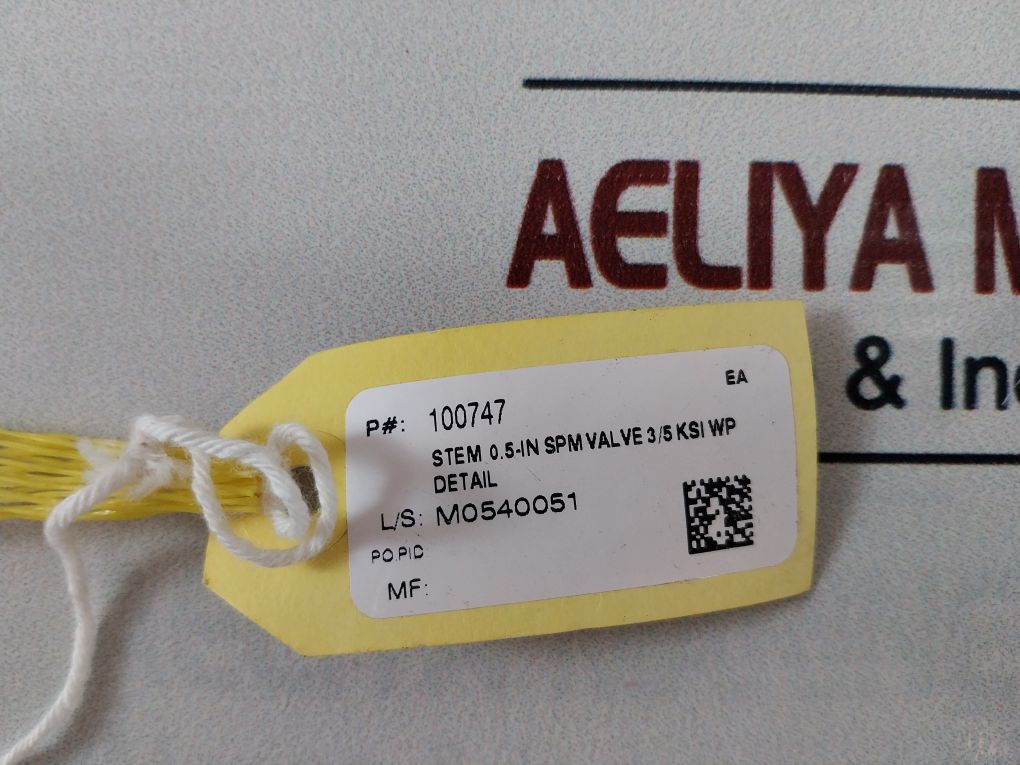 AELIYA
& In
EA
P#: 100747
STEM 0.5-IN SPM VALVE 3/5 KSI WP
DETAIL
L/S: M0540051
PO.PID
MF: